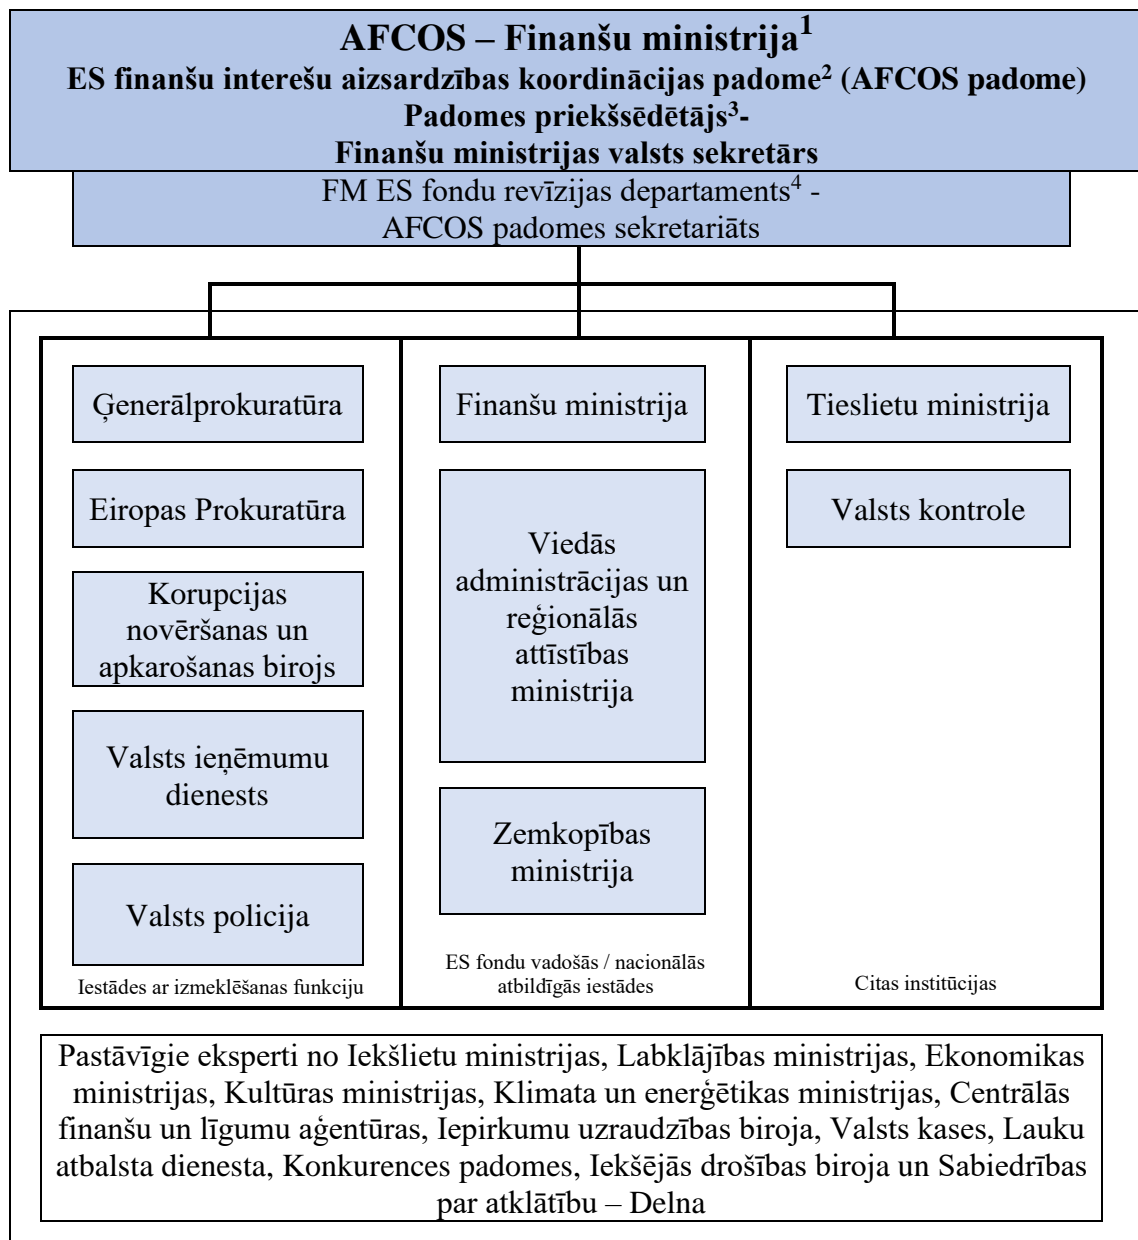 AFCOS – Finanšu ministrija¹
ES finanšu interešu aizsardzības koordinācijas padome² (AFCOS padome)
Padomes priekšsēdētājs³-
Finanšu ministrijas valsts sekretārs
FM ES fondu revīzijas departaments⁴ -
AFCOS padomes sekretariāts
Ģenerālprokuratūra
Eiropas Prokuratūra
Korupcijas
novēršanas un
apkarošanas birojs
Valsts ieņēmumu
dienests
Valsts policija
Iestādes ar izmeklēšanas funkciju
Finanšu ministrija
Viedās
administrācijas un
reģionālās
attīstības
ministrija
Zemkopības
ministrija
ES fondu vadošās / nacionālās
atbildīgās iestādes
Tieslietu ministrija
Valsts kontrole
Citas institūcijas
Pastāvīgie eksperti no Iekšlietu ministrijas, Labklājības ministrijas, Ekonomikas
ministrijas, Kultūras ministrijas, Klimata un enerģētikas ministrijas, Centrālās
finanšu un līgumu aģentūras, Iepirkumu uzraudzības biroja, Valsts kases, Lauku
atbalsta dienesta, Konkurences padomes, Iekšējās drošības biroja un Sabiedrības
par atklātību – Delna